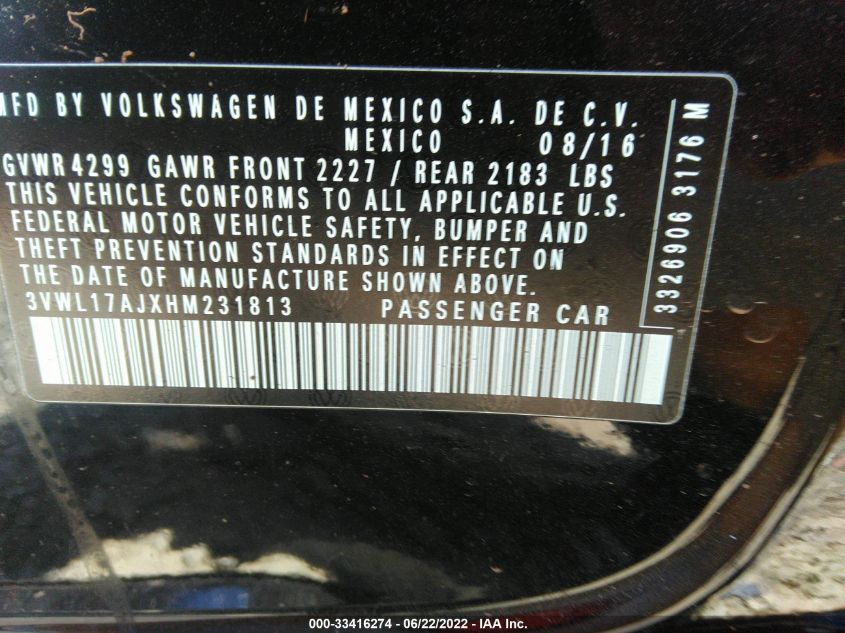 MFD BY VOLKSWAGEN DE MEXICO S.A. DE C.V.
MEXICO 08/16
GVWR 4299 GAWR FRONT 2227 / REAR 2183 LBS
THIS VEHICLE CONFORMS TO ALL APPLICABLE U.S.
FEDERAL MOTOR VEHICLE SAFETY, BUMPER AND
THEFT PREVENTION STANDARDS IN EFFECT ON
THE DATE OF MANUFACTURE SHOWN ABOVE.
3VWL17AJXHM231813 PASSENGER CAR
3326906 3176 M
000-33416274 - 06/22/2022 - IAA Inc.